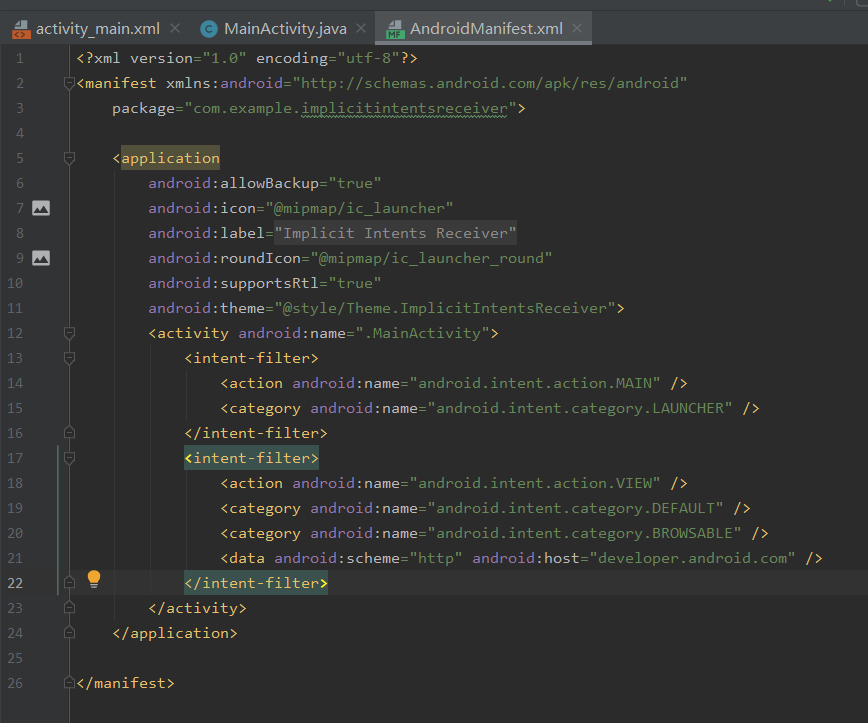 activity_main.xml MainActivity.java AndroidManifest.xml
1 <?xml version="1.0" encoding="utf-8"?>
2 <manifest xmlns:android="http://schemas.android.com/apk/res/android"
3 package="com.example.implicitintentsreceiver">
4
5 <application
6 android:allowBackup="true"
7 android:icon="@mipmap/ic_launcher"
8 android:label="Implicit Intents Receiver"
9 android:roundIcon="@mipmap/ic_launcher_round"
10 android:supportsRtl="true"
11 android:theme="@style/Theme.ImplicitIntentsReceiver">
12 <activity android:name=".MainActivity">
13 <intent-filter>
14 <action android:name="android.intent.action.MAIN" />
15 <category android:name="android.intent.category.LAUNCHER" />
16 </intent-filter>
17 <intent-filter>
18 <action android:name="android.intent.action.VIEW" />
19 <category android:name="android.intent.category.DEFAULT" />
20 <category android:name="android.intent.category.BROWSABLE" />
21 <data android:scheme="http" android:host="developer.android.com" />
22 </intent-filter>
23 </activity>
24 </application>
25
26 </manifest>